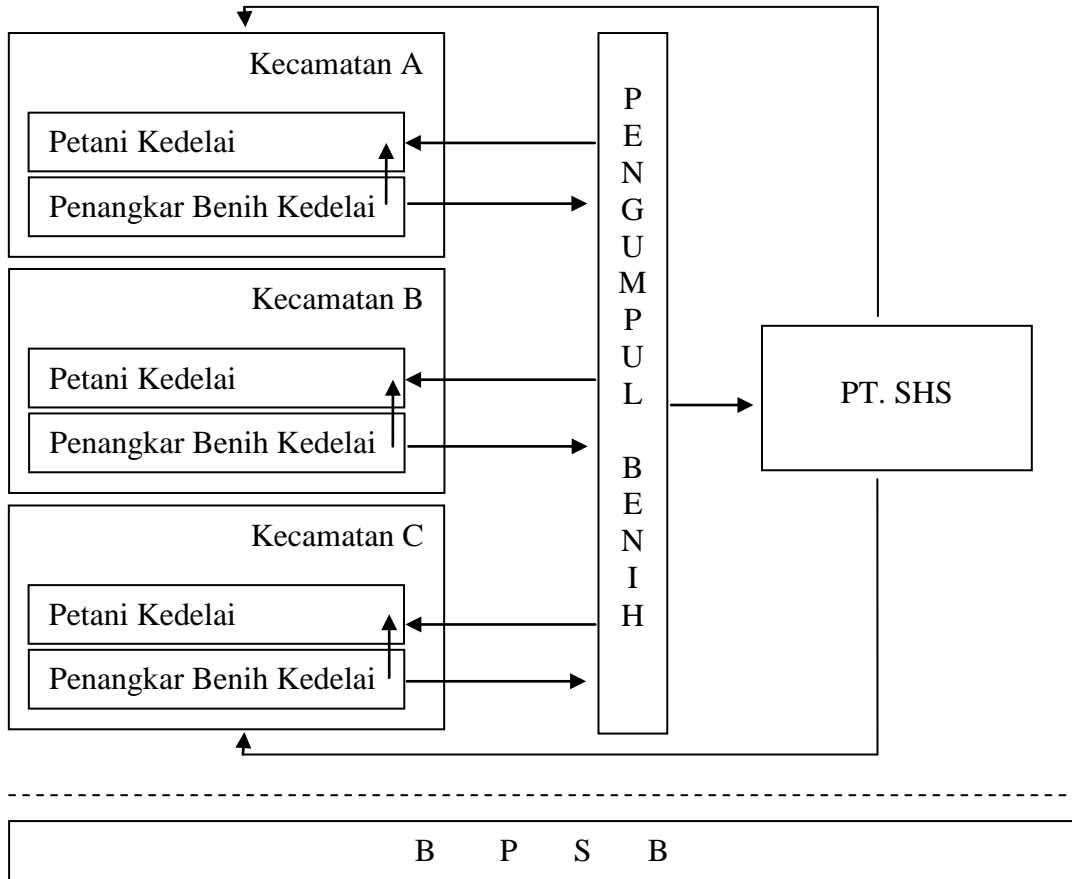 Kecamatan A
Petani Kedelai
Penangkar Benih Kedelai
Kecamatan B
Petani Kedelai
Penangkar Benih Kedelai
Kecamatan C
Petani Kedelai
Penangkar Benih Kedelai
PENGUMPUL BENIH
PT. SHS
B P S B